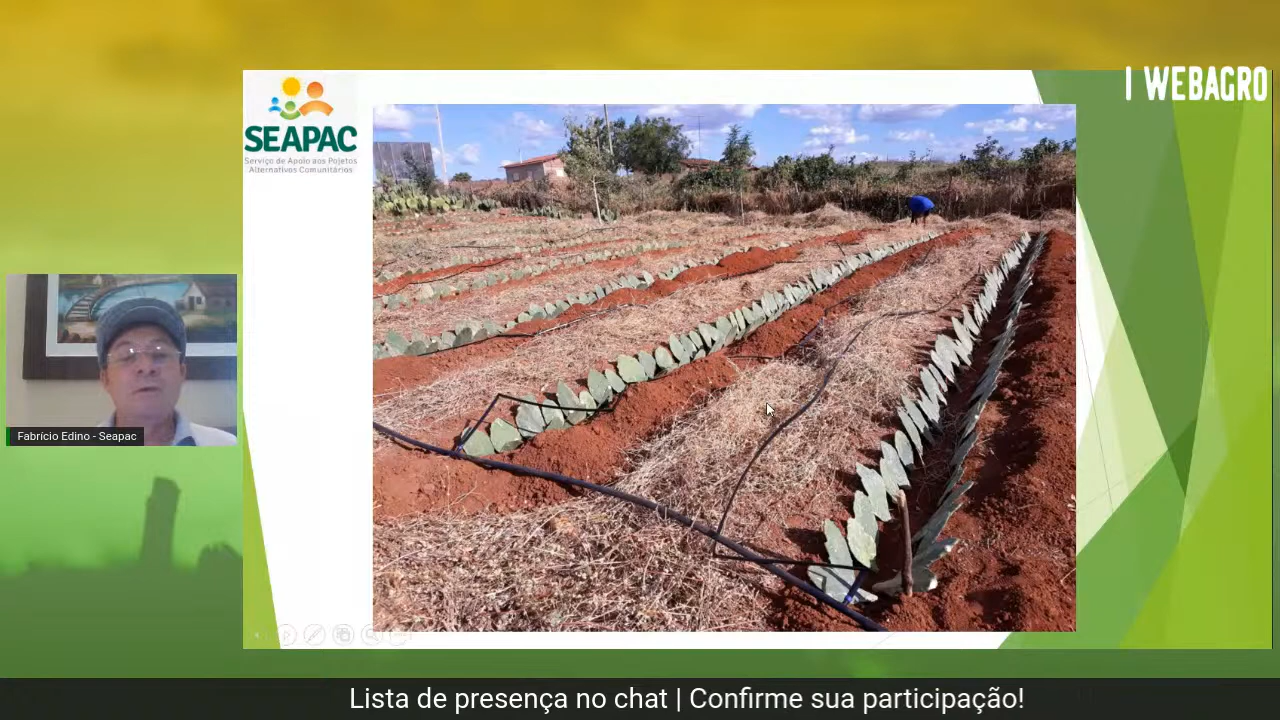 I WEBAGRO
SEAPAC
Serviço de Apoio aos Pojetos
Alternativos Comunitários
Fabrício Edino - Seapac
Lista de presença no chat | Confirme sua participação!